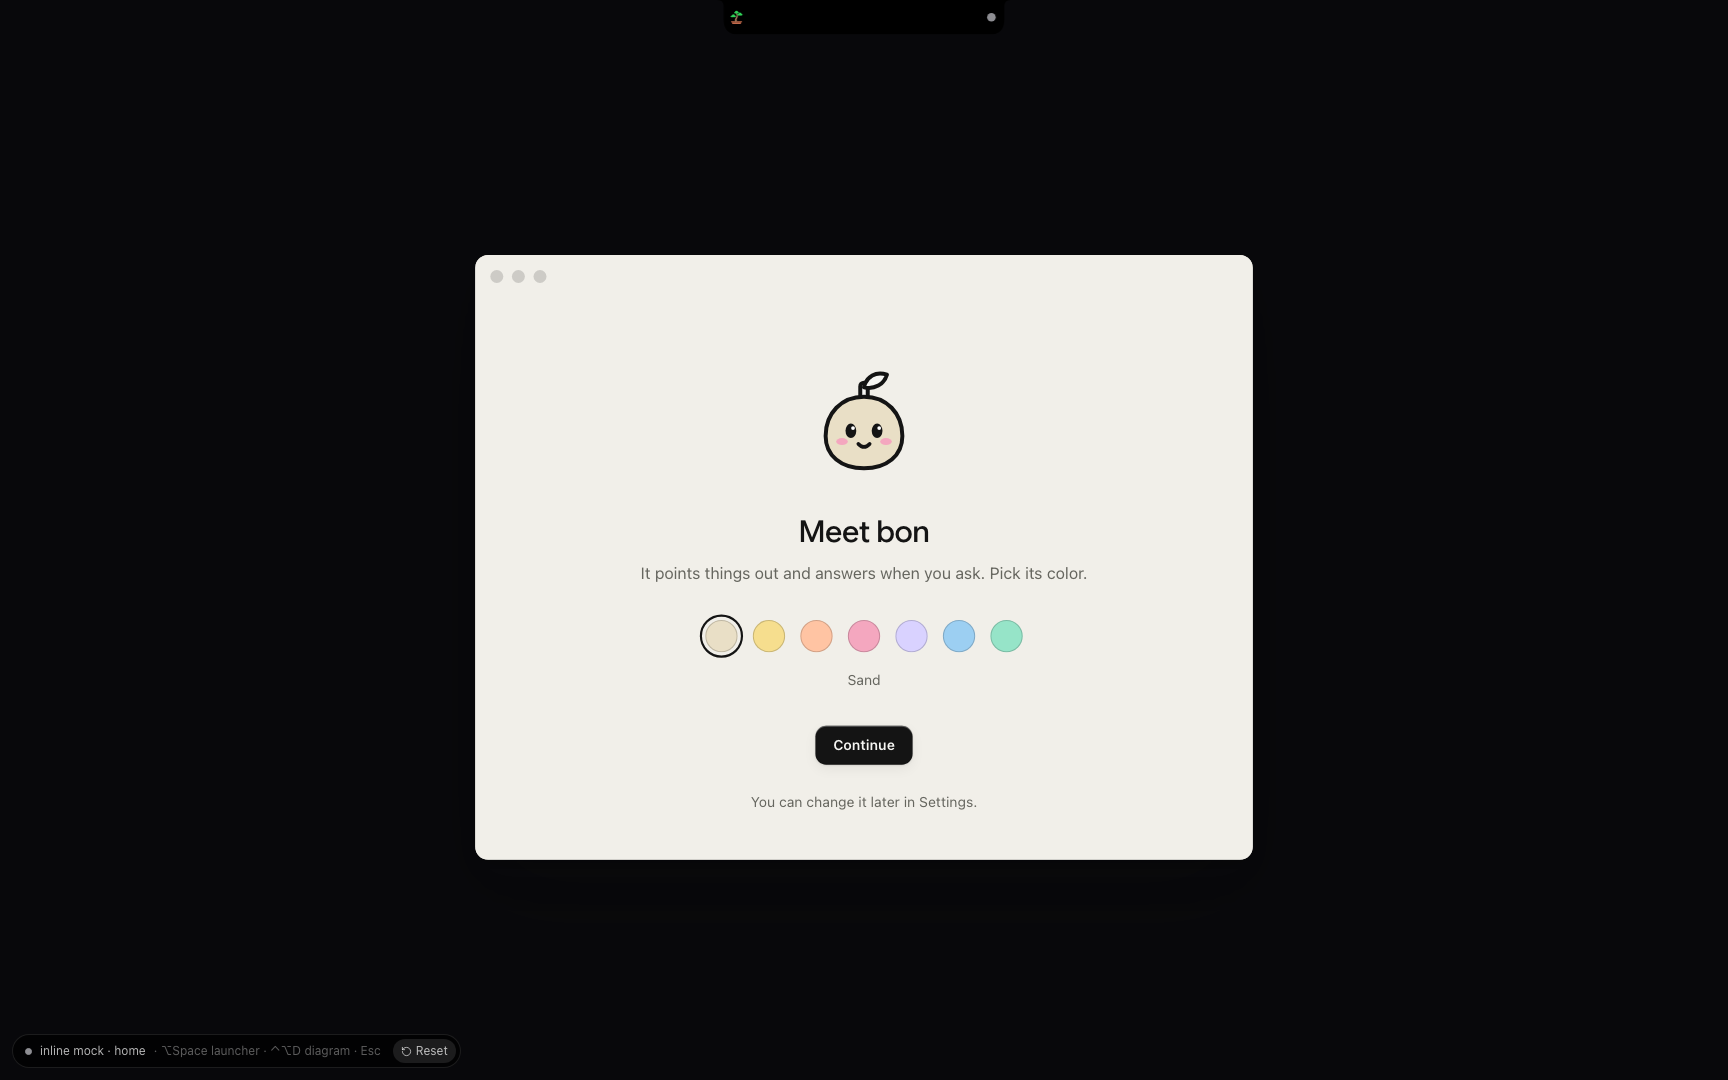 Meet bon
It points things out and answers when you ask. Pick its color.
Sand
Continue
You can change it later in Settings.
inline mock · home · ⌥Space launcher · ^⌥D diagram · Esc Reset